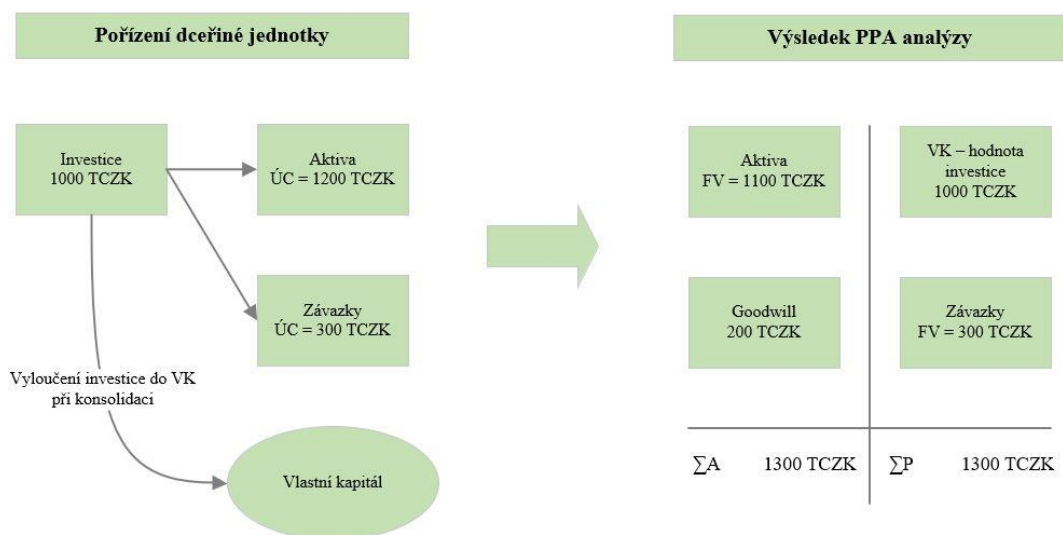 Pořízení dceřiné jednotky
Výsledek PPA analýzy
Investice
1000 TCZK
Aktiva
ÚC = 1200 TCZK
Závazky
ÚC = 300 TCZK
Vyloučení investice do VK
při konsolidaci
Vlastní kapitál
Aktiva
FV = 1100 TCZK
VK – hodnota
investice
1000 TCZK
Goodwill
200 TCZK
Závazky
FV = 300 TCZK
∑A 1300 TCZK
∑P 1300 TCZK